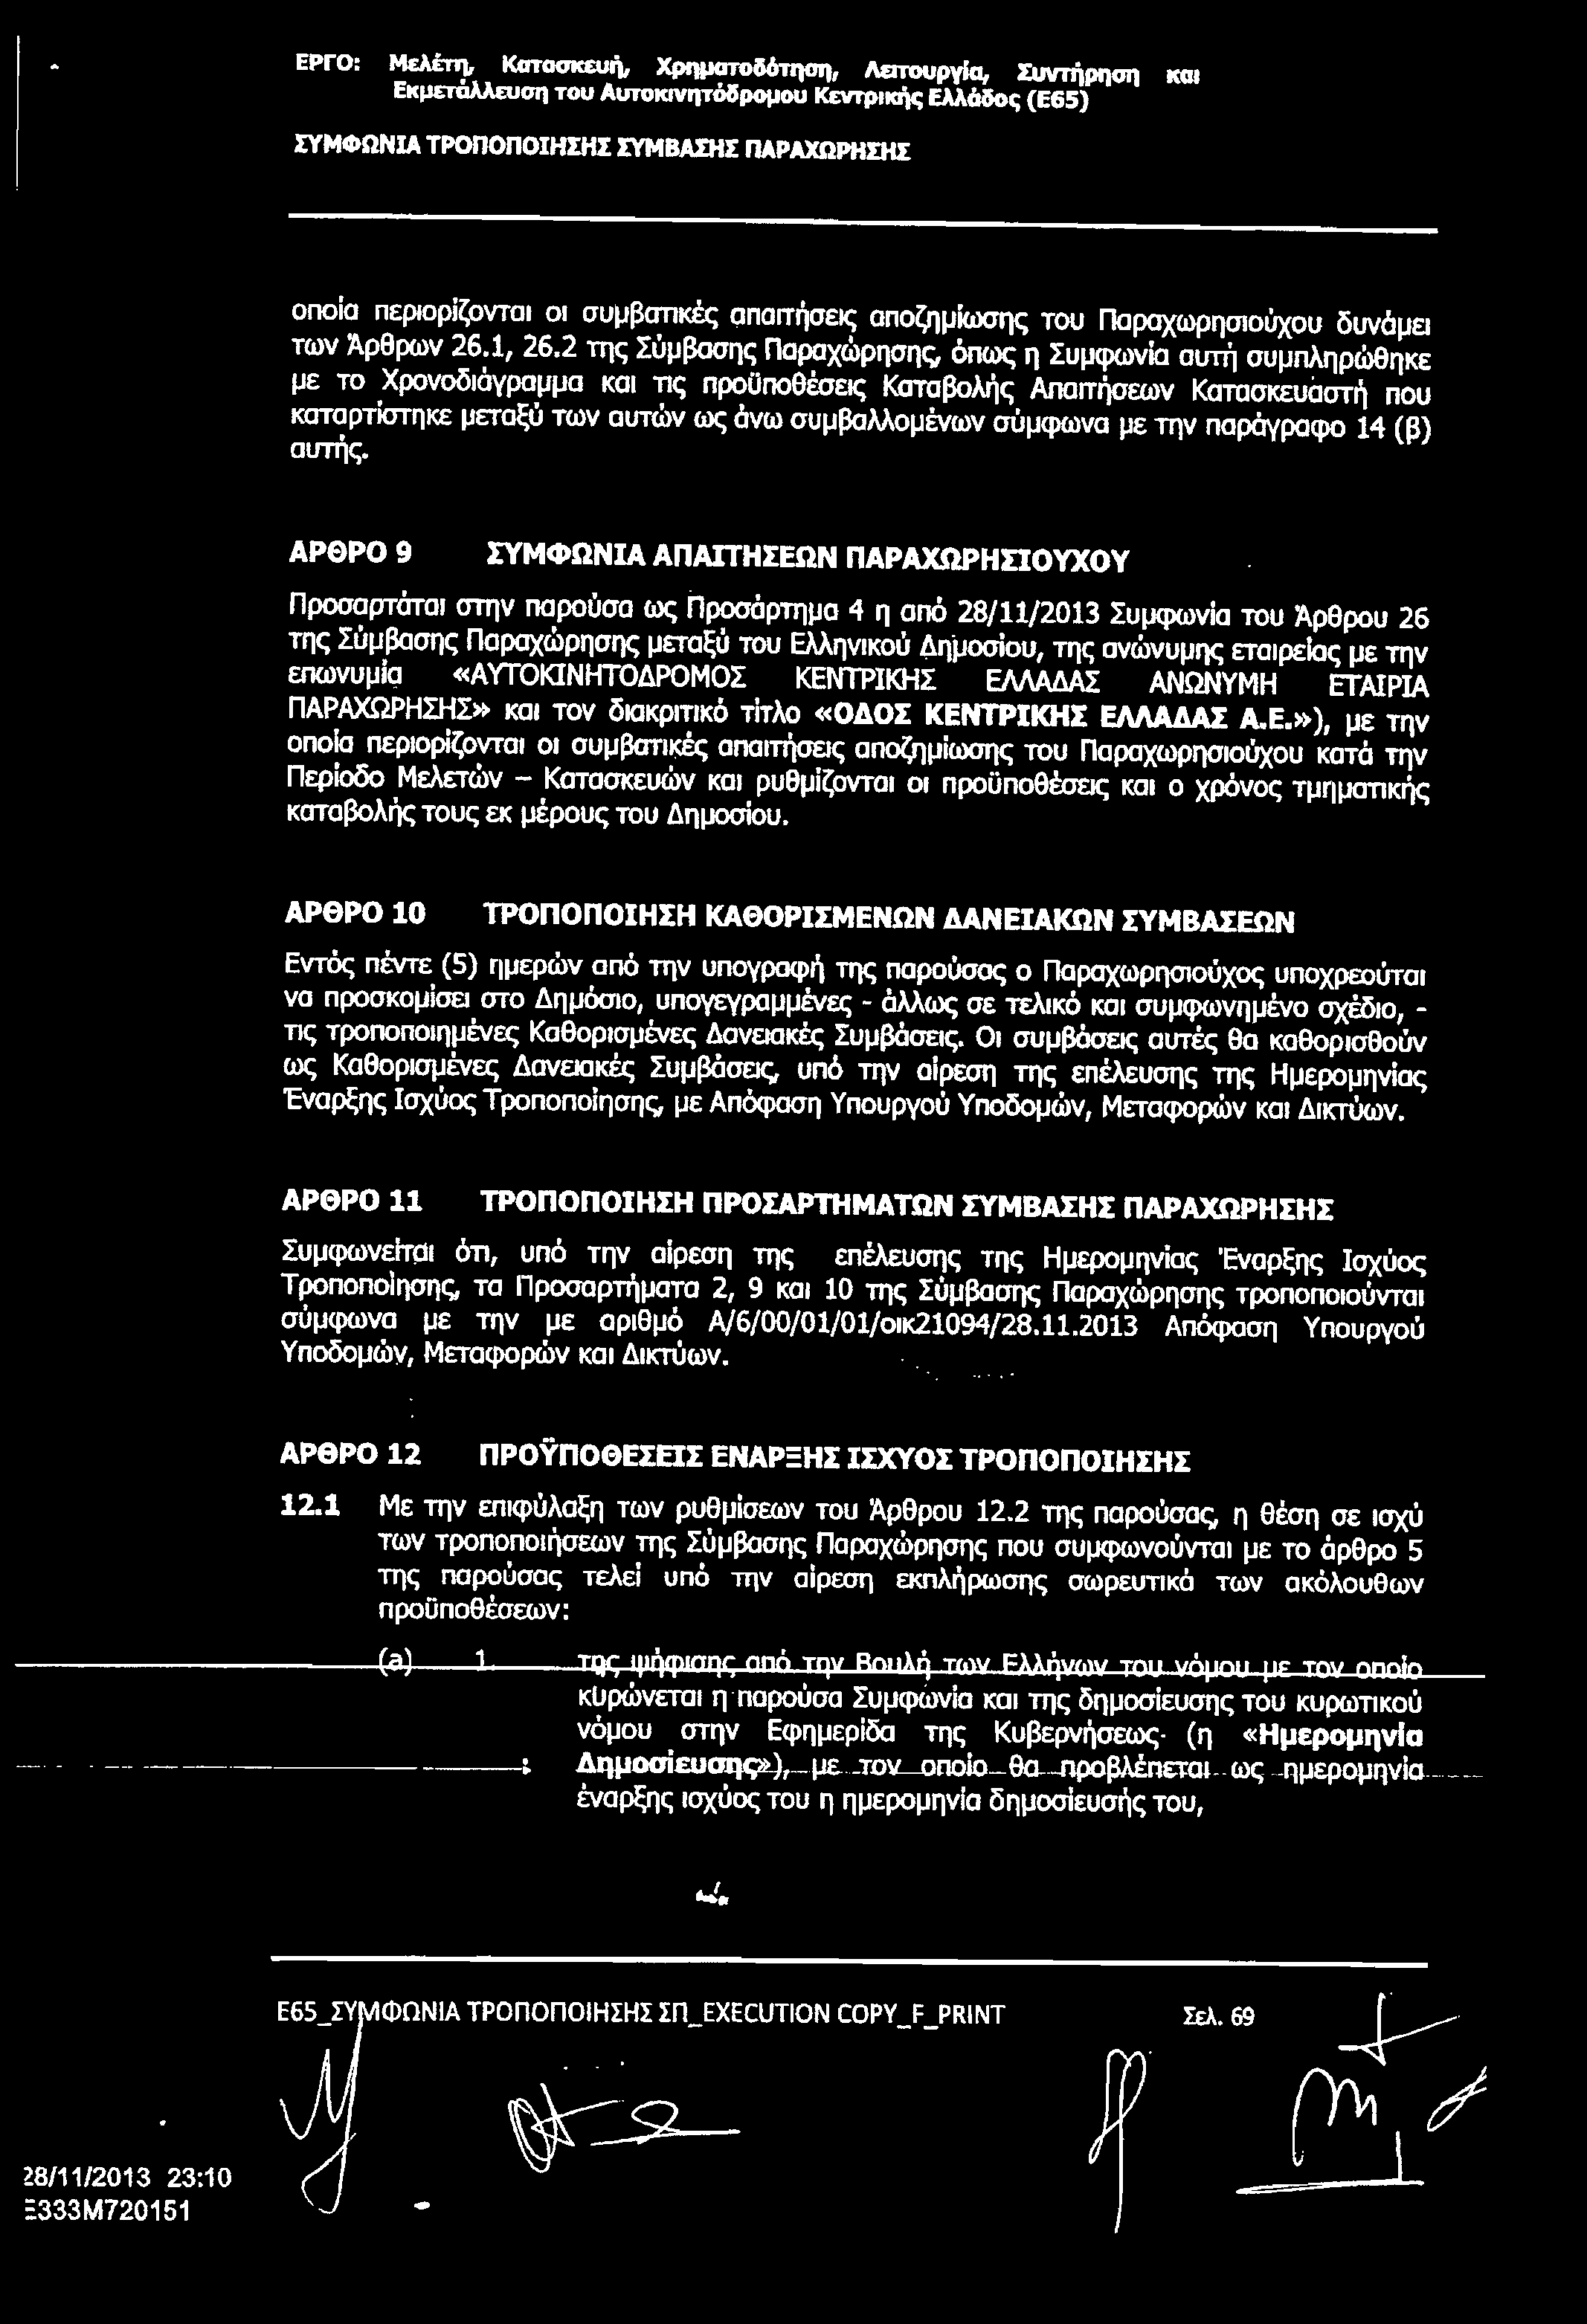 ΕΡΓΟ: Μελέτη, Κατασκευή, Χρηματοδότηση, Λειτουργία, Συντήρηση και
Εκμετάλλευση του Αυτοκινητόδρομου Κεντρικής Ελλάδος (Ε65)
ΣΥΜΦΩΝΙΑ ΤΡΟΠΟΠΟΙΗΣΗΣ ΣΥΜΒΑΣΗΣ ΠΑΡΑΧΩΡΗΣΗΣ
οποία περιορίζονται οι συμβατικές απαιτήσεις αποζημίωσης του Παραχωρησιούχου δυνάμει
των Άρθρων 26.1, 26.2 της Σύμβασης Παραχώρησης, όπως η Συμφωνία αυτή συμπληρώθηκε
με το Χρονοδιάγραμμα και τις προϋποθέσεις Καταβολής Απαιτήσεων Κατασκευαστή που
καταρτίστηκε μεταξύ των αυτών ως άνω συμβαλλομένων σύμφωνα με την παράγραφο 14 (β)
αυτής.
ΑΡΘΡΟ 9 ΣΥΜΦΩΝΙΑ ΑΠΑΙΤΗΣΕΩΝ ΠΑΡΑΧΩΡΗΣΙΟΥΧΟΥ
Προσαρτάται στην παρούσα ως Προσάρτημα 4 η από 28/11/2013 Συμφωνία του Άρθρου 26
της Σύμβασης Παραχώρησης μεταξύ του Ελληνικού Δημοσίου, της ανώνυμης εταιρείας με την
επωνυμία «ΑΥΤΟΚΙΝΗΤΟΔΡΟΜΟΣ ΚΕΝΤΡΙΚΗΣ ΕΛΛΑΔΑΣ ΑΝΩΝΥΜΗ ΕΤΑΙΡΙΑ
ΠΑΡΑΧΩΡΗΣΗΣ» και τον διακριτικό τίτλο «ΟΔΟΣ ΚΕΝΤΡΙΚΗΣ ΕΛΛΑΔΑΣ Α.Ε.»), με την
οποία περιορίζονται οι συμβατικές απαιτήσεις αποζημίωσης του Παραχωρησιούχου κατά την
Περίοδο Μελετών – Κατασκευών και ρυθμίζονται οι προϋποθέσεις και ο χρόνος τμηματικής
καταβολής τους εκ μέρους του Δημοσίου.
ΑΡΘΡΟ 10 ΤΡΟΠΟΠΟΙΗΣΗ ΚΑΘΟΡΙΣΜΕΝΩΝ ΔΑΝΕΙΑΚΩΝ ΣΥΜΒΑΣΕΩΝ
Εντός πέντε (5) ημερών από την υπογραφή της παρούσας ο Παραχωρησιούχος υποχρεούται
να προσκομίσει στο Δημόσιο, υπογεγραμμένες - άλλως σε τελικό και συμφωνημένο σχέδιο, -
τις τροποποιημένες Καθορισμένες Δανειακές Συμβάσεις. Οι συμβάσεις αυτές θα καθορισθούν
ως Καθορισμένες Δανειακές Συμβάσεις, υπό την αίρεση της επέλευσης της Ημερομηνίας
Έναρξης Ισχύος Τροποποίησης, με Απόφαση Υπουργού Υποδομών, Μεταφορών και Δικτύων.
ΑΡΘΡΟ 11 ΤΡΟΠΟΠΟΙΗΣΗ ΠΡΟΣΑΡΤΗΜΑΤΩΝ ΣΥΜΒΑΣΗΣ ΠΑΡΑΧΩΡΗΣΗΣ
Συμφωνείται ότι, υπό την αίρεση της επέλευσης της Ημερομηνίας Έναρξης Ισχύος
Τροποποίησης, τα Προσαρτήματα 2, 9 και 10 της Σύμβασης Παραχώρησης τροποποιούνται
σύμφωνα με την με αριθμό Α/6/00/01/01/οικ21094/28.11.2013 Απόφαση Υπουργού
Υποδομών, Μεταφορών και Δικτύων.
ΑΡΘΡΟ 12 ΠΡΟΫΠΟΘΕΣΕΙΣ ΕΝΑΡΞΗΣ ΙΣΧΥΟΣ ΤΡΟΠΟΠΟΙΗΣΗΣ
12.1 Με την επιφύλαξη των ρυθμίσεων του Άρθρου 12.2 της παρούσας, η θέση σε ισχύ
των τροποποιήσεων της Σύμβασης Παραχώρησης που συμφωνούνται με το άρθρο 5
της παρούσας τελεί υπό την αίρεση εκπλήρωσης σωρευτικά των ακόλουθων
προϋποθέσεων:
(a) 1. της ψήφισης από την Βουλή των Ελλήνων του νόμου με τον οποίο
κυρώνεται η παρούσα Συμφωνία και της δημοσίευσης του κυρωτικού
νόμου στην Εφημερίδα της Κυβερνήσεως (η «Ημερομηνία
Δημοσίευσης»), με τον οποίο θα προβλέπεται ως ημερομηνία
έναρξης ισχύος του η ημερομηνία δημοσίευσής του,
Ε65_ΣΥΜΦΩΝΙΑ ΤΡΟΠΟΠΟΙΗΣΗΣ ΣΠ_EXECUTION COPY_F_PRINT Σελ. 69
28/11/2013 23:10
333M720151